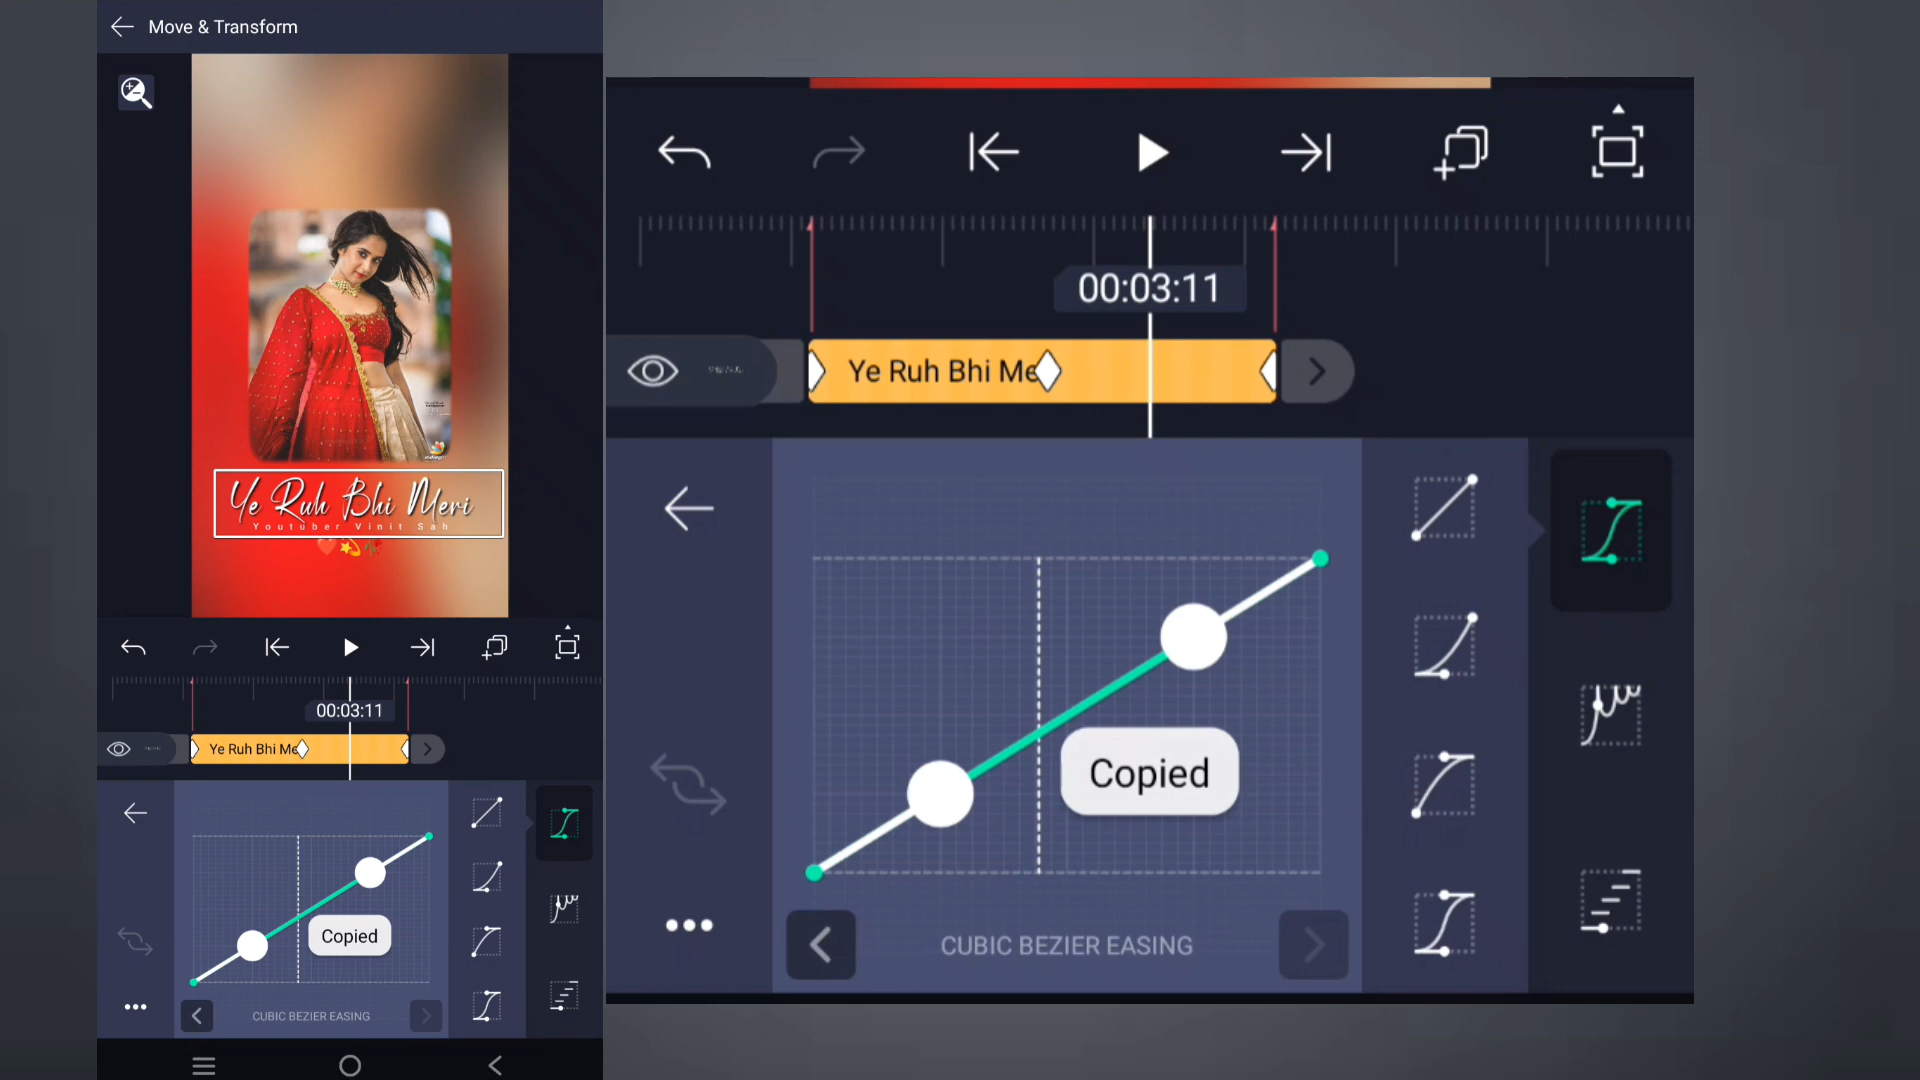 Move & Transform
Ye Ruh Bhi Meri
Youtuber Vinit Sah
00:03:11
Ye Ruh Bhi Me
Copied
CUBIC BEZIER EASING
00:03:11
Ye Ruh Bhi Me
Copied
CUBIC BEZIER EASING